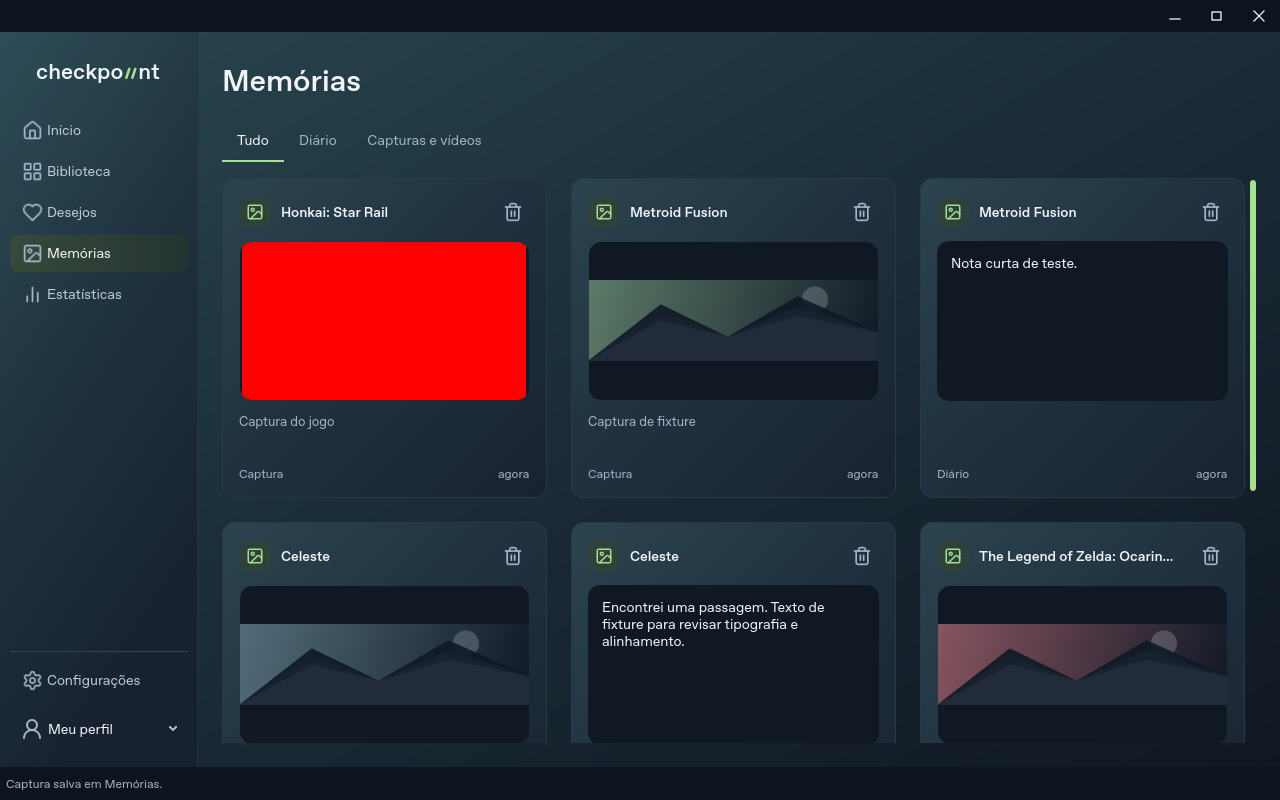 checkpo//nt
Início
Biblioteca
Desejos
Memórias
Estatísticas
Configurações
Meu perfil
Memórias
Tudo
Diário
Capturas e vídeos
Honkai: Star Rail
Captura do jogo
Captura
agora
Metroid Fusion
Captura de fixture
Captura
agora
Metroid Fusion
Nota curta de teste.
Diário
agora
Celeste
Celeste
Encontrei uma passagem. Texto de
fixture para revisar tipografia e
alinhamento.
The Legend of Zelda: Ocarin...
Captura salva em Memórias.